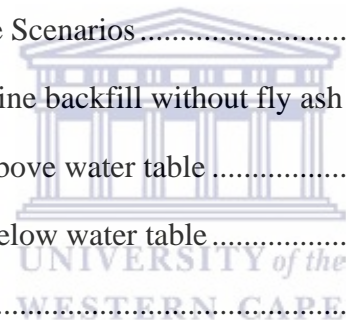 e Scenarios ........................
ine backfill without fly ash
bove water table ................
elow water table ................
UNIVERSITY of the
........................................
WESTERN CAPE